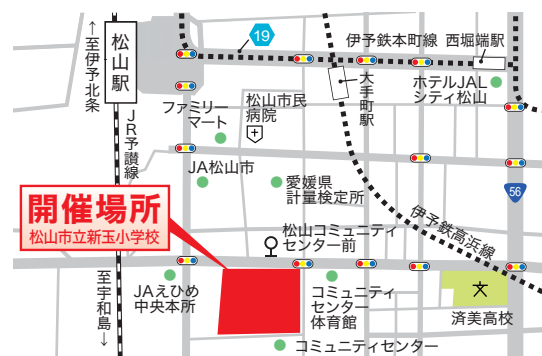 ←至伊予北条
松山駅
JR予讃線
至宇和島→
19
伊予鉄本町線
西堀端駅
大手町駅
ホテルJAL
シティ松山
松山市民
病院
ファミリー
マート
JA松山市
愛媛県
計量検定所
56
伊予鉄高浜線
開催場所
松山市立新玉小学校
松山コミュニティ
センター前
JAえひめ
中央本所
コミュニティ
センター
体育館
文
済美高校
コミュニティセンター